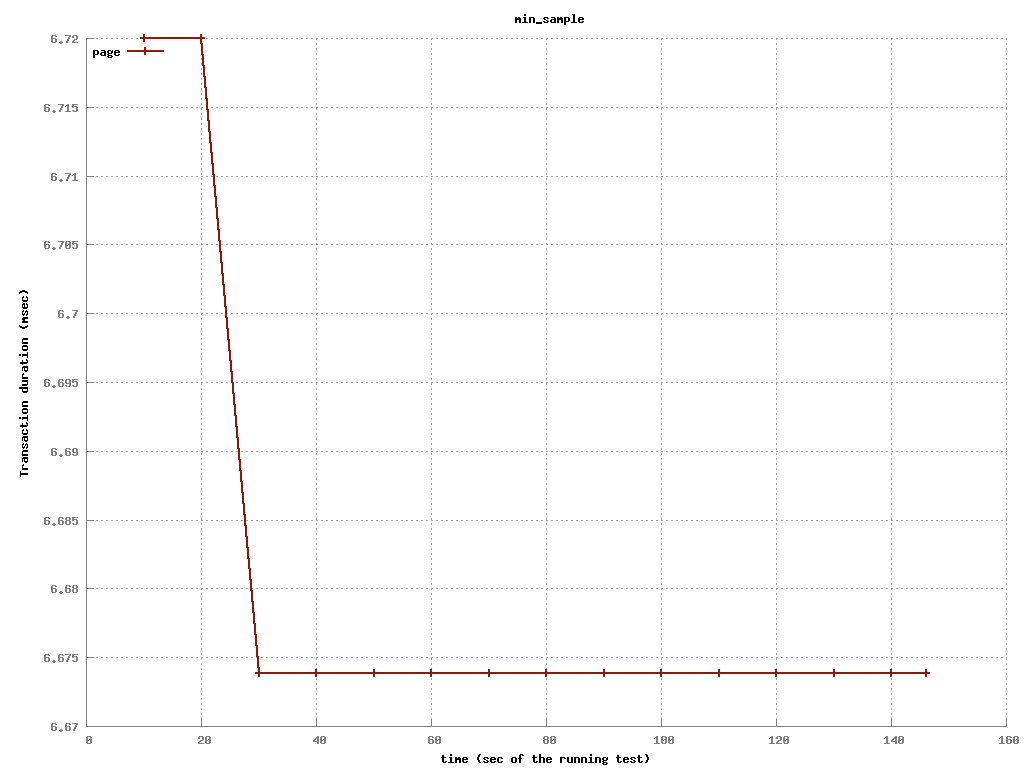 min_sample
page
6.72
6.715
6.71
6.705
6.7
6.695
6.69
6.685
6.68
6.675
6.67
0 20 40 60 80 100 120 140 160
Transaction duration (msec)
time (sec of the running test)